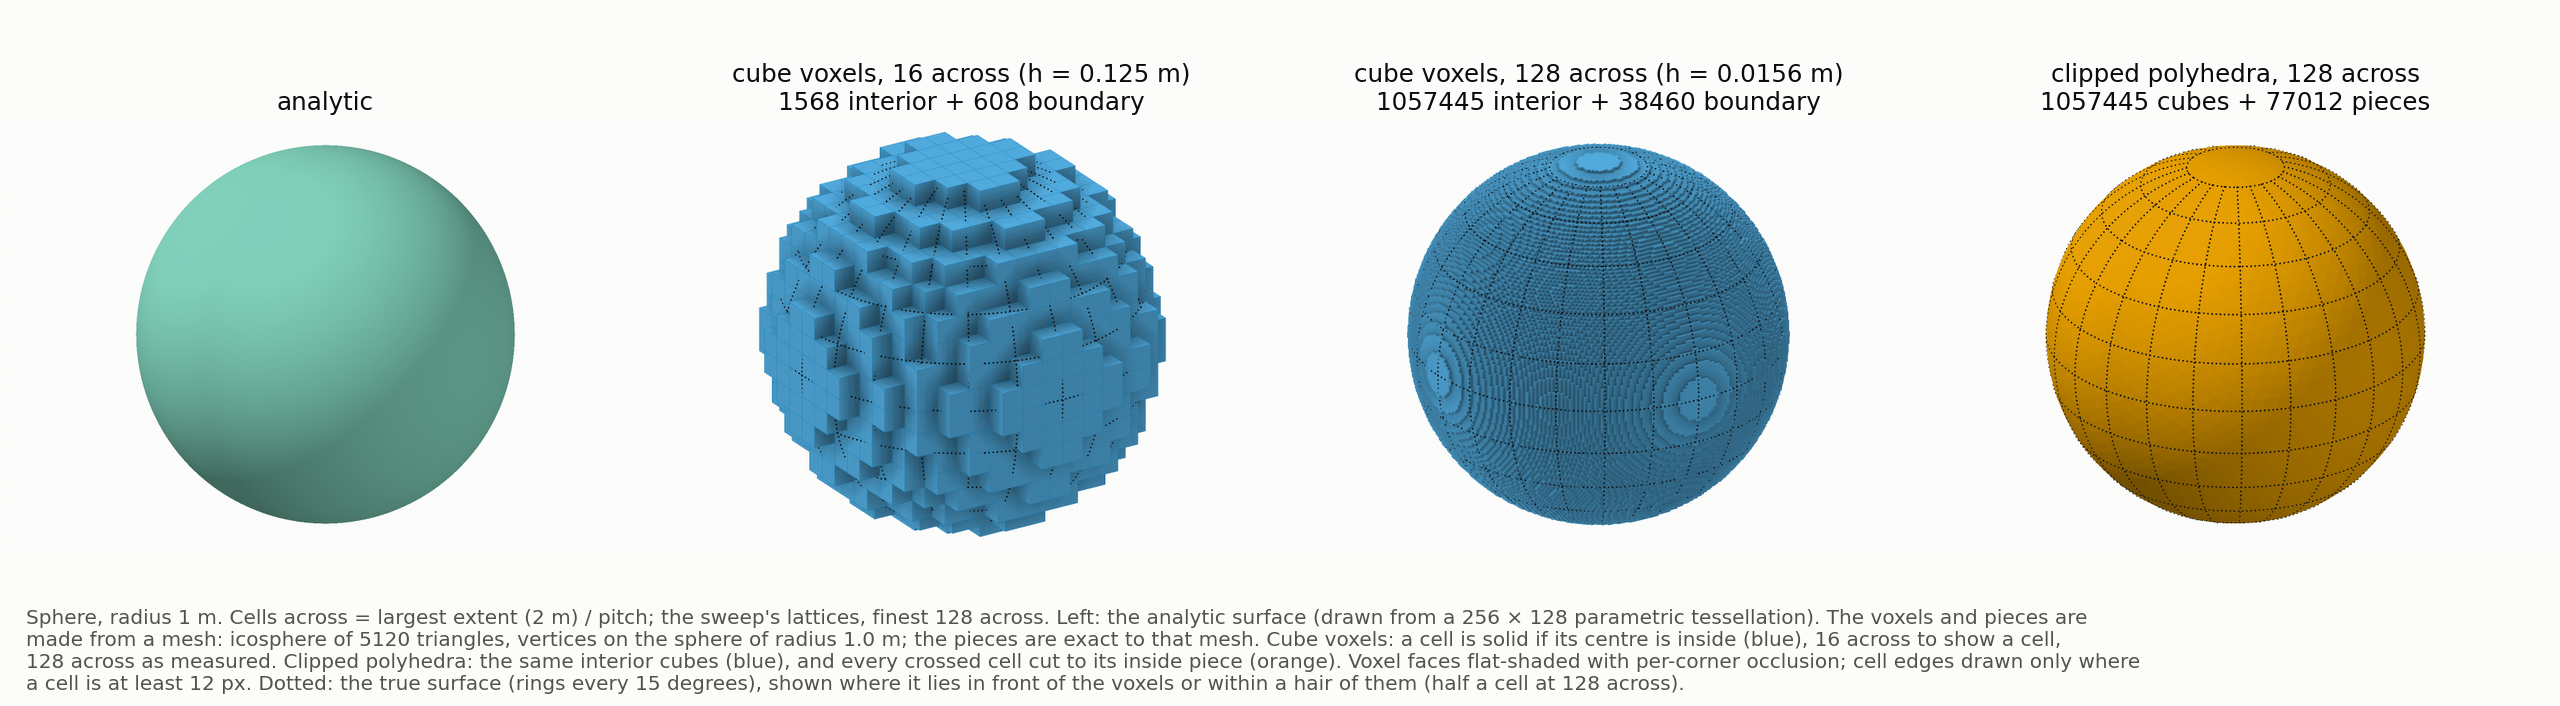 analytic
cube voxels, 16 across (h = 0.125 m)
1568 interior + 608 boundary
cube voxels, 128 across (h = 0.0156 m)
1057445 interior + 38460 boundary
clipped polyhedra, 128 across
1057445 cubes + 77012 pieces
Sphere, radius 1 m. Cells across = largest extent (2 m) / pitch; the sweep's lattices, finest 128 across. Left: the analytic surface (drawn from a 256 × 128 parametric tessellation). The voxels and pieces are
made from a mesh: icosphere of 5120 triangles, vertices on the sphere of radius 1.0 m; the pieces are exact to that mesh. Cube voxels: a cell is solid if its centre is inside (blue), 16 across to show a cell,
128 across as measured. Clipped polyhedra: the same interior cubes (blue), and every crossed cell cut to its inside piece (orange). Voxel faces flat-shaded with per-corner occlusion; cell edges drawn only where
a cell is at least 12 px. Dotted: the true surface (rings every 15 degrees), shown where it lies in front of the voxels or within a hair of them (half a cell at 128 across).